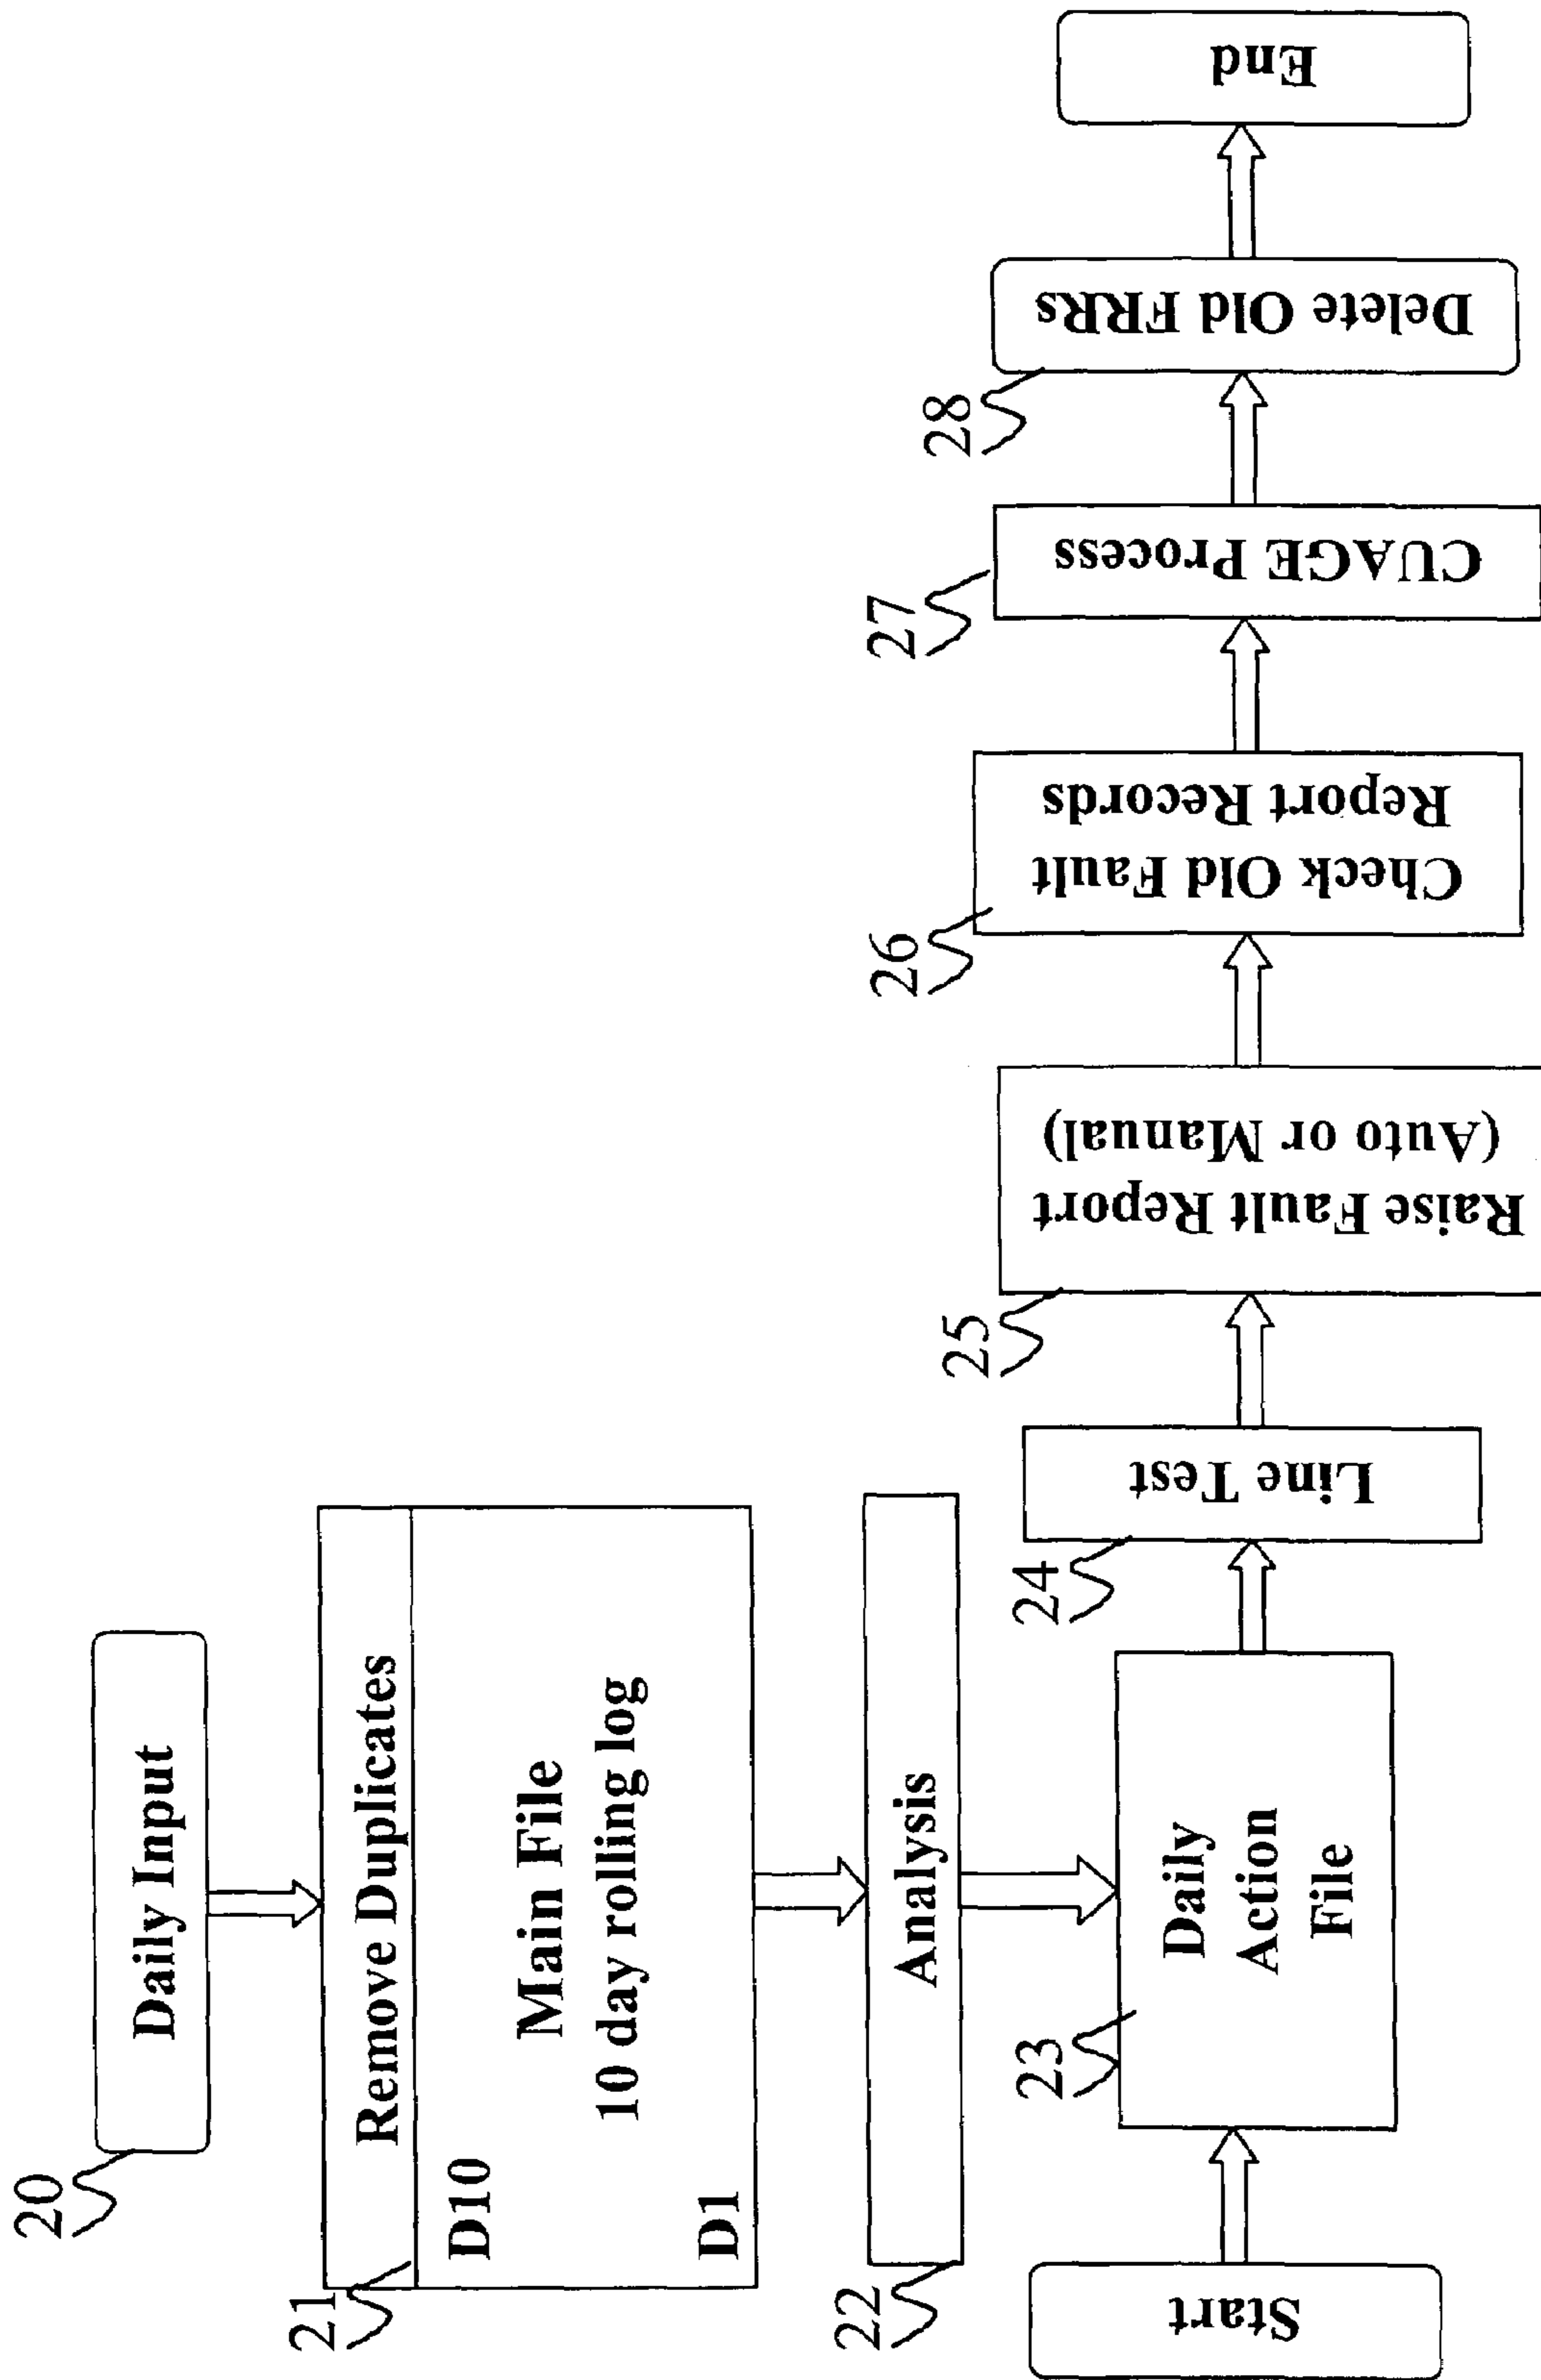 20
Daily Input
21
Remove Duplicates
D10
Main File
10 day rolling log
D1
22
Analysis
Start
23
Daily
Action
File
24
Line Test
25
Raise Fault Report
(Auto or Manual)
26
Check Old Fault
Report Records
27
CUAGE Process
28
Delete Old FRRs
End